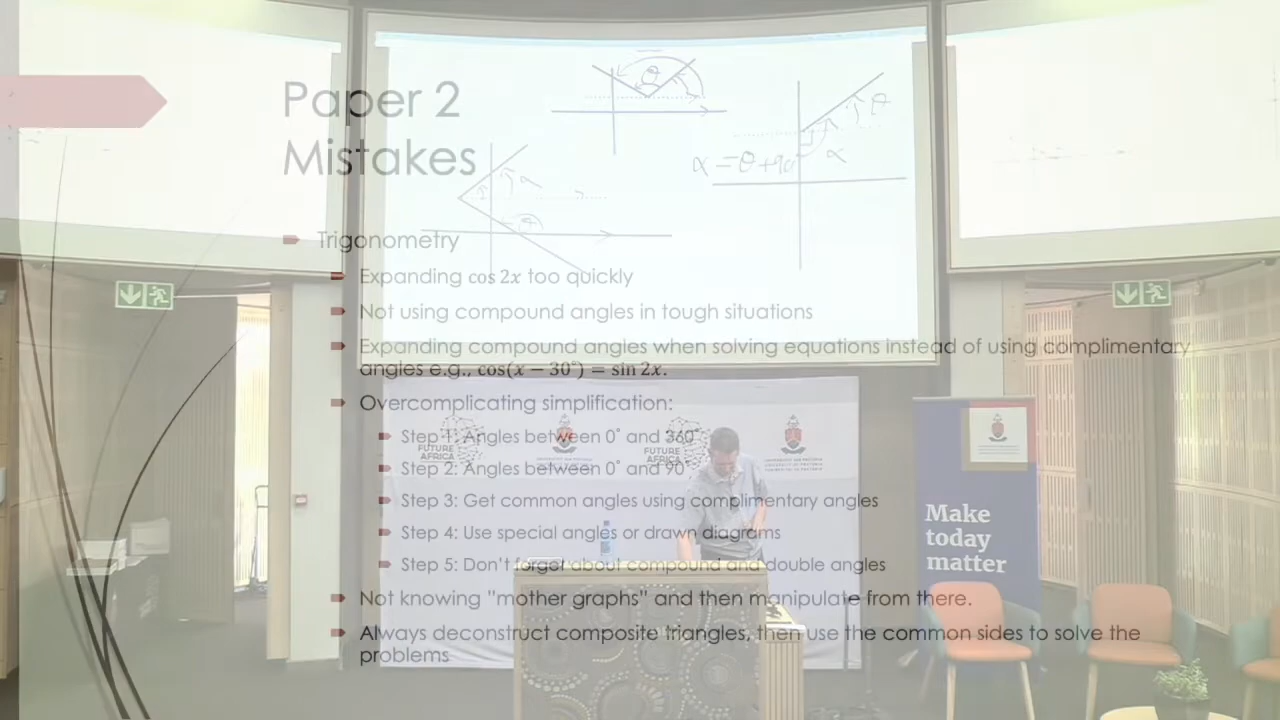 Paper 2
Mistakes
θ
θ
α = θ + 90
α
α
θ
Trigonometry
Expanding cos 2x too quickly
Not using compound angles in tough situations
Expanding compound angles when solving equations instead of using complimentary
angles e.g., cos(x − 30°) = sin 2x.
Overcomplicating simplification:
Step 1: Angles between 0° and 360°
Step 2: Angles between 0° and 90°
Step 3: Get common angles using complimentary angles
Step 4: Use special angles or drawn diagrams
Step 5: Don't forget about compound and double angles
Not knowing "mother graphs" and then manipulate from there.
Always deconstruct composite triangles, then use the common sides to solve the
problems
FUTURE
AFRICA
FUTURE
AFRICA
Make
today
matter